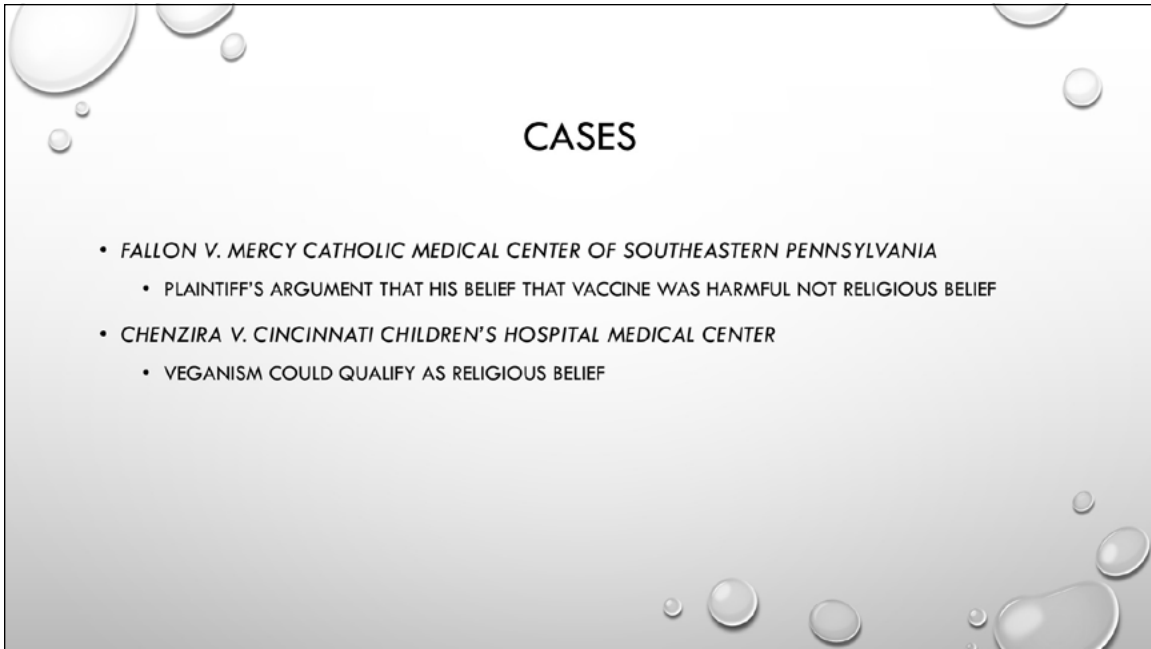 CASES
• FALLON V. MERCY CATHOLIC MEDICAL CENTER OF SOUTHEASTERN PENNSYLVANIA
• PLAINTIFF'S ARGUMENT THAT HIS BELIEF THAT VACCINE WAS HARMFUL NOT RELIGIOUS BELIEF
• CHENZIRA V. CINCINNATI CHILDREN'S HOSPITAL MEDICAL CENTER
• VEGANISM COULD QUALIFY AS RELIGIOUS BELIEF